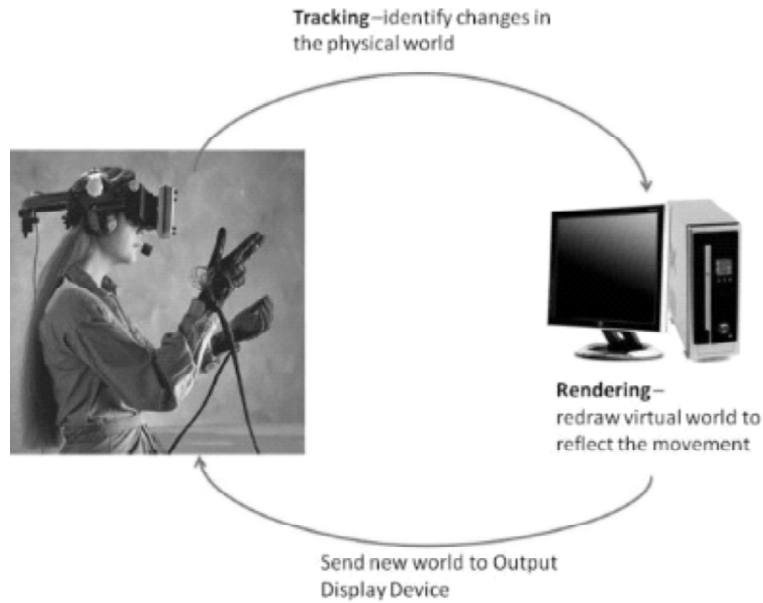 Tracking–identify changes in
the physical world
Rendering–
redraw virtual world to
reflect the movement
Send new world to Output
Display Device